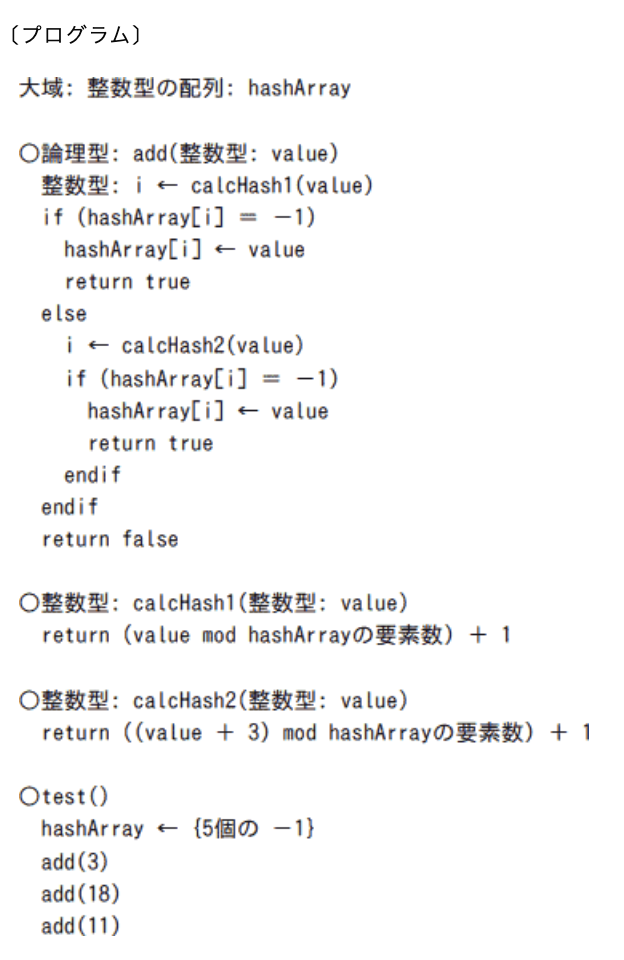 〔プログラム〕
大域: 整数型の配列: hashArray
○論理型: add(整数型: value)
整数型: i ← calcHash1(value)
if (hashArray[i] = −1)
hashArray[i] ← value
return true
else
i ← calcHash2(value)
if (hashArray[i] = −1)
hashArray[i] ← value
return true
endif
endif
return false
○整数型: calcHash1(整数型: value)
return (value mod hashArrayの要素数) + 1
○整数型: calcHash2(整数型: value)
return ((value + 3) mod hashArrayの要素数) + 1
○test()
hashArray ← {5個の −1}
add(3)
add(18)
add(11)